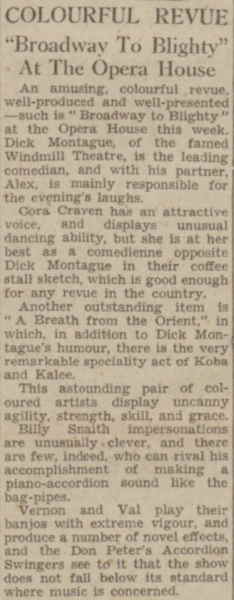 COLOURFUL REVUE
"Broadway To Blighty"
At The Opera House
An amusing, colourful revue,
well-produced and well-presented
—such is "Broadway to Blighty"
at the Opera House this week.
Dick Montague, of the famed
Windmill Theatre, is the leading
comedian, and with his partner,
Alex, is mainly responsible for
the evening's laughs.
Cora Craven has an attractive
voice, and displays unusual
dancing ability, but she is at her
best as a comedienne opposite
Dick Montague in their coffee
stall sketch, which is good enough
for any revue in the country.
Another outstanding item is
"A Breath from the Orient," in
which, in addition to Dick Mon-
tague's humour, there is the very
remarkable speciality act of Koba
and Kalee.
This astounding pair of col-
oured artists display uncanny
agility, strength, skill, and grace.
Billy Snaith impersonations
are unusually clever, and there
are few, indeed, who can rival his
accomplishment of making a
piano-accordion sound like the
bag-pipes.
Vernon and Val play their
banjos with extreme vigour, and
produce a number of novel effects,
and the Don Peter's Accordion
Swingers see to it that the show
does not fall below its standard
where music is concerned.